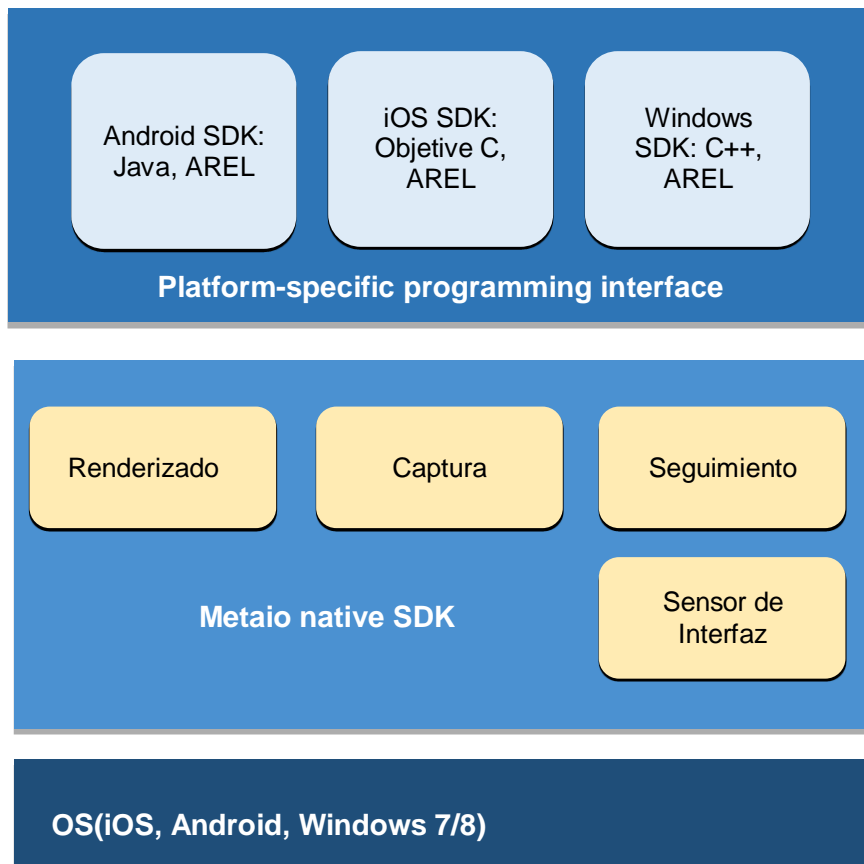 Android SDK:
Java, AREL
iOS SDK:
Objetive C,
AREL
Windows
SDK: C++,
AREL
Platform-specific programming interface
Renderizado
Captura
Seguimiento
Metaio native SDK
Sensor de
Interfaz
OS(iOS, Android, Windows 7/8)